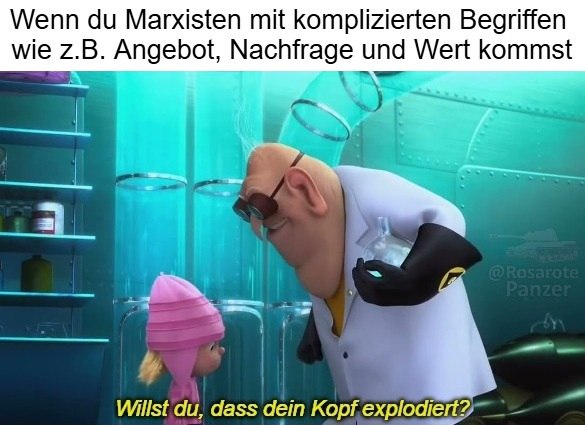 Wenn du Marxisten mit komplizierten Begriffen
wie z.B. Angebot, Nachfrage und Wert kommst
@Rosarote
Panzer
Willst du, dass dein Kopf explodiert?